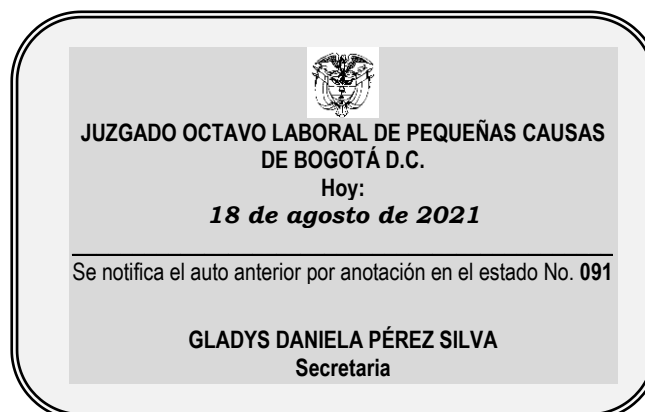 JUZGADO OCTAVO LABORAL DE PEQUEÑAS CAUSAS
DE BOGOTÁ D.C.
Hoy:
18 de agosto de 2021
Se notifica el auto anterior por anotación en el estado No. 091
GLADYS DANIELA PÉREZ SILVA
Secretaria